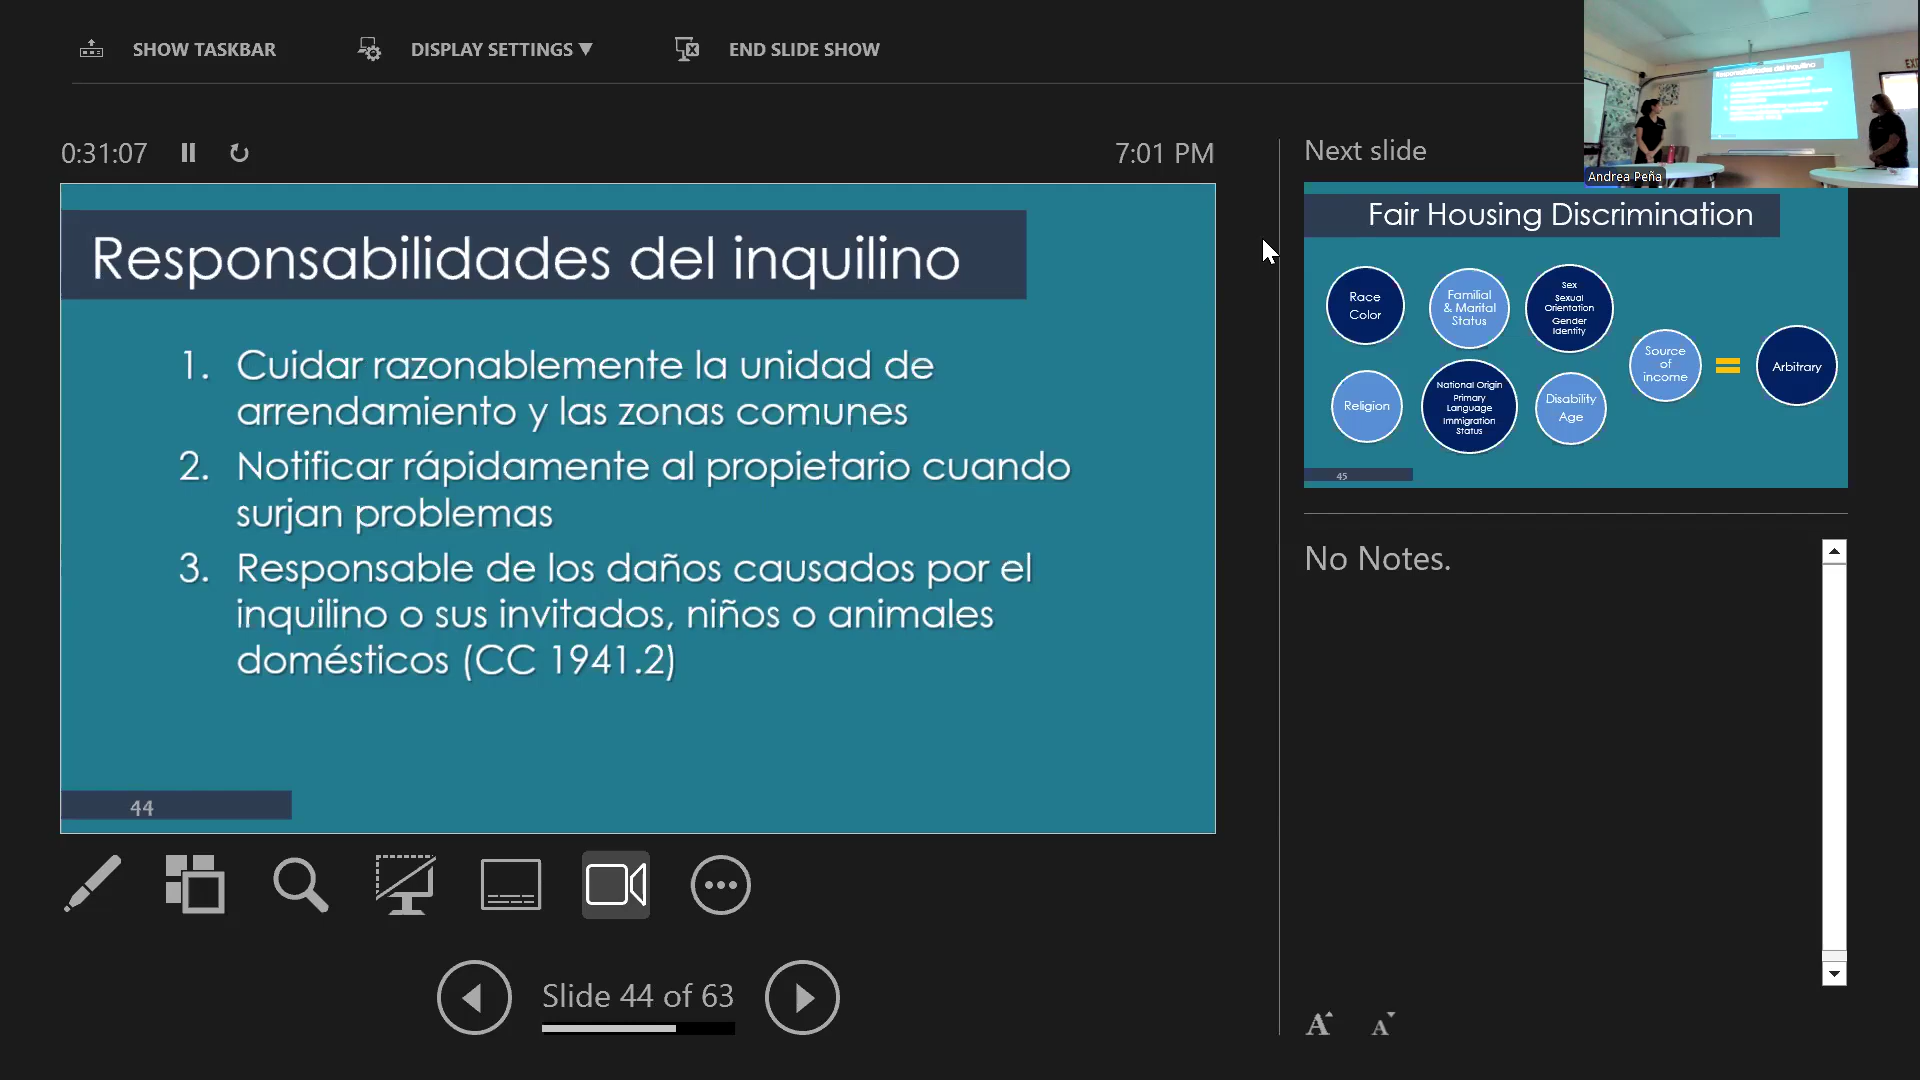 SHOW TASKBAR
DISPLAY SETTINGS ▼
END SLIDE SHOW
0:31:07
7:01 PM
Responsabilidades del inquilino
1. Cuidar razonablemente la unidad de
arrendamiento y las zonas comunes
2. Notificar rápidamente al propietario cuando
surjan problemas
3. Responsable de los daños causados por el
inquilino o sus invitados, niños o animales
domésticos (CC 1941.2)
44
Slide 44 of 63
Next slide
Responsabilidades del inquilino
Andrea Peña
Fair Housing Discrimination
Race
Color
Familial
& Marital
Status
Sex
Sexual
Orientation
Gender
Identity
Religion
National Origin
Primary
Language
Immigration
Status
Disability
Age
Source
of
income
=
Arbitrary
45
No Notes.
A
A